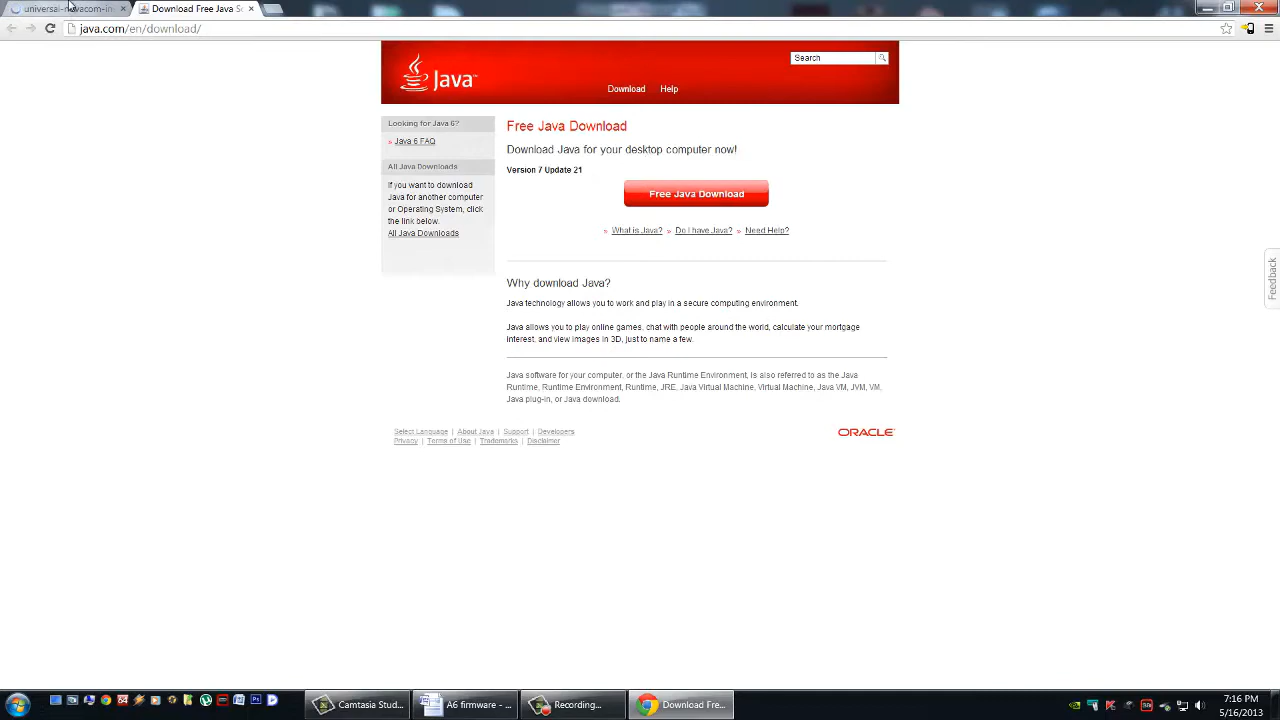 universal-novacom-in
Download Free Java So
java.com/en/download/
Java
Search
Download Help
Looking for Java 6?
» Java 6 FAQ
All Java Downloads
If you want to download
Java for another computer
or Operating System, click
the link below.
All Java Downloads
Free Java Download
Download Java for your desktop computer now!
Version 7 Update 21
Free Java Download
» What is Java? » Do I have Java? » Need Help?
Why download Java?
Java technology allows you to work and play in a secure computing environment.
Java allows you to play online games, chat with people around the world, calculate your mortgage
interest, and view images in 3D, just to name a few.
Java software for your computer, or the Java Runtime Environment, is also referred to as the Java
Runtime, Runtime Environment, Runtime, JRE, Java Virtual Machine, Virtual Machine, Java VM, JVM, VM,
Java plug-in, or Java download.
Select Language | About Java | Support | Developers
Privacy | Terms of Use | Trademarks | Disclaimer
ORACLE
Feedback
Camtasia Stud...
A6 firmware - ...
Recording...
Download Fre...
7:16 PM
5/16/2013